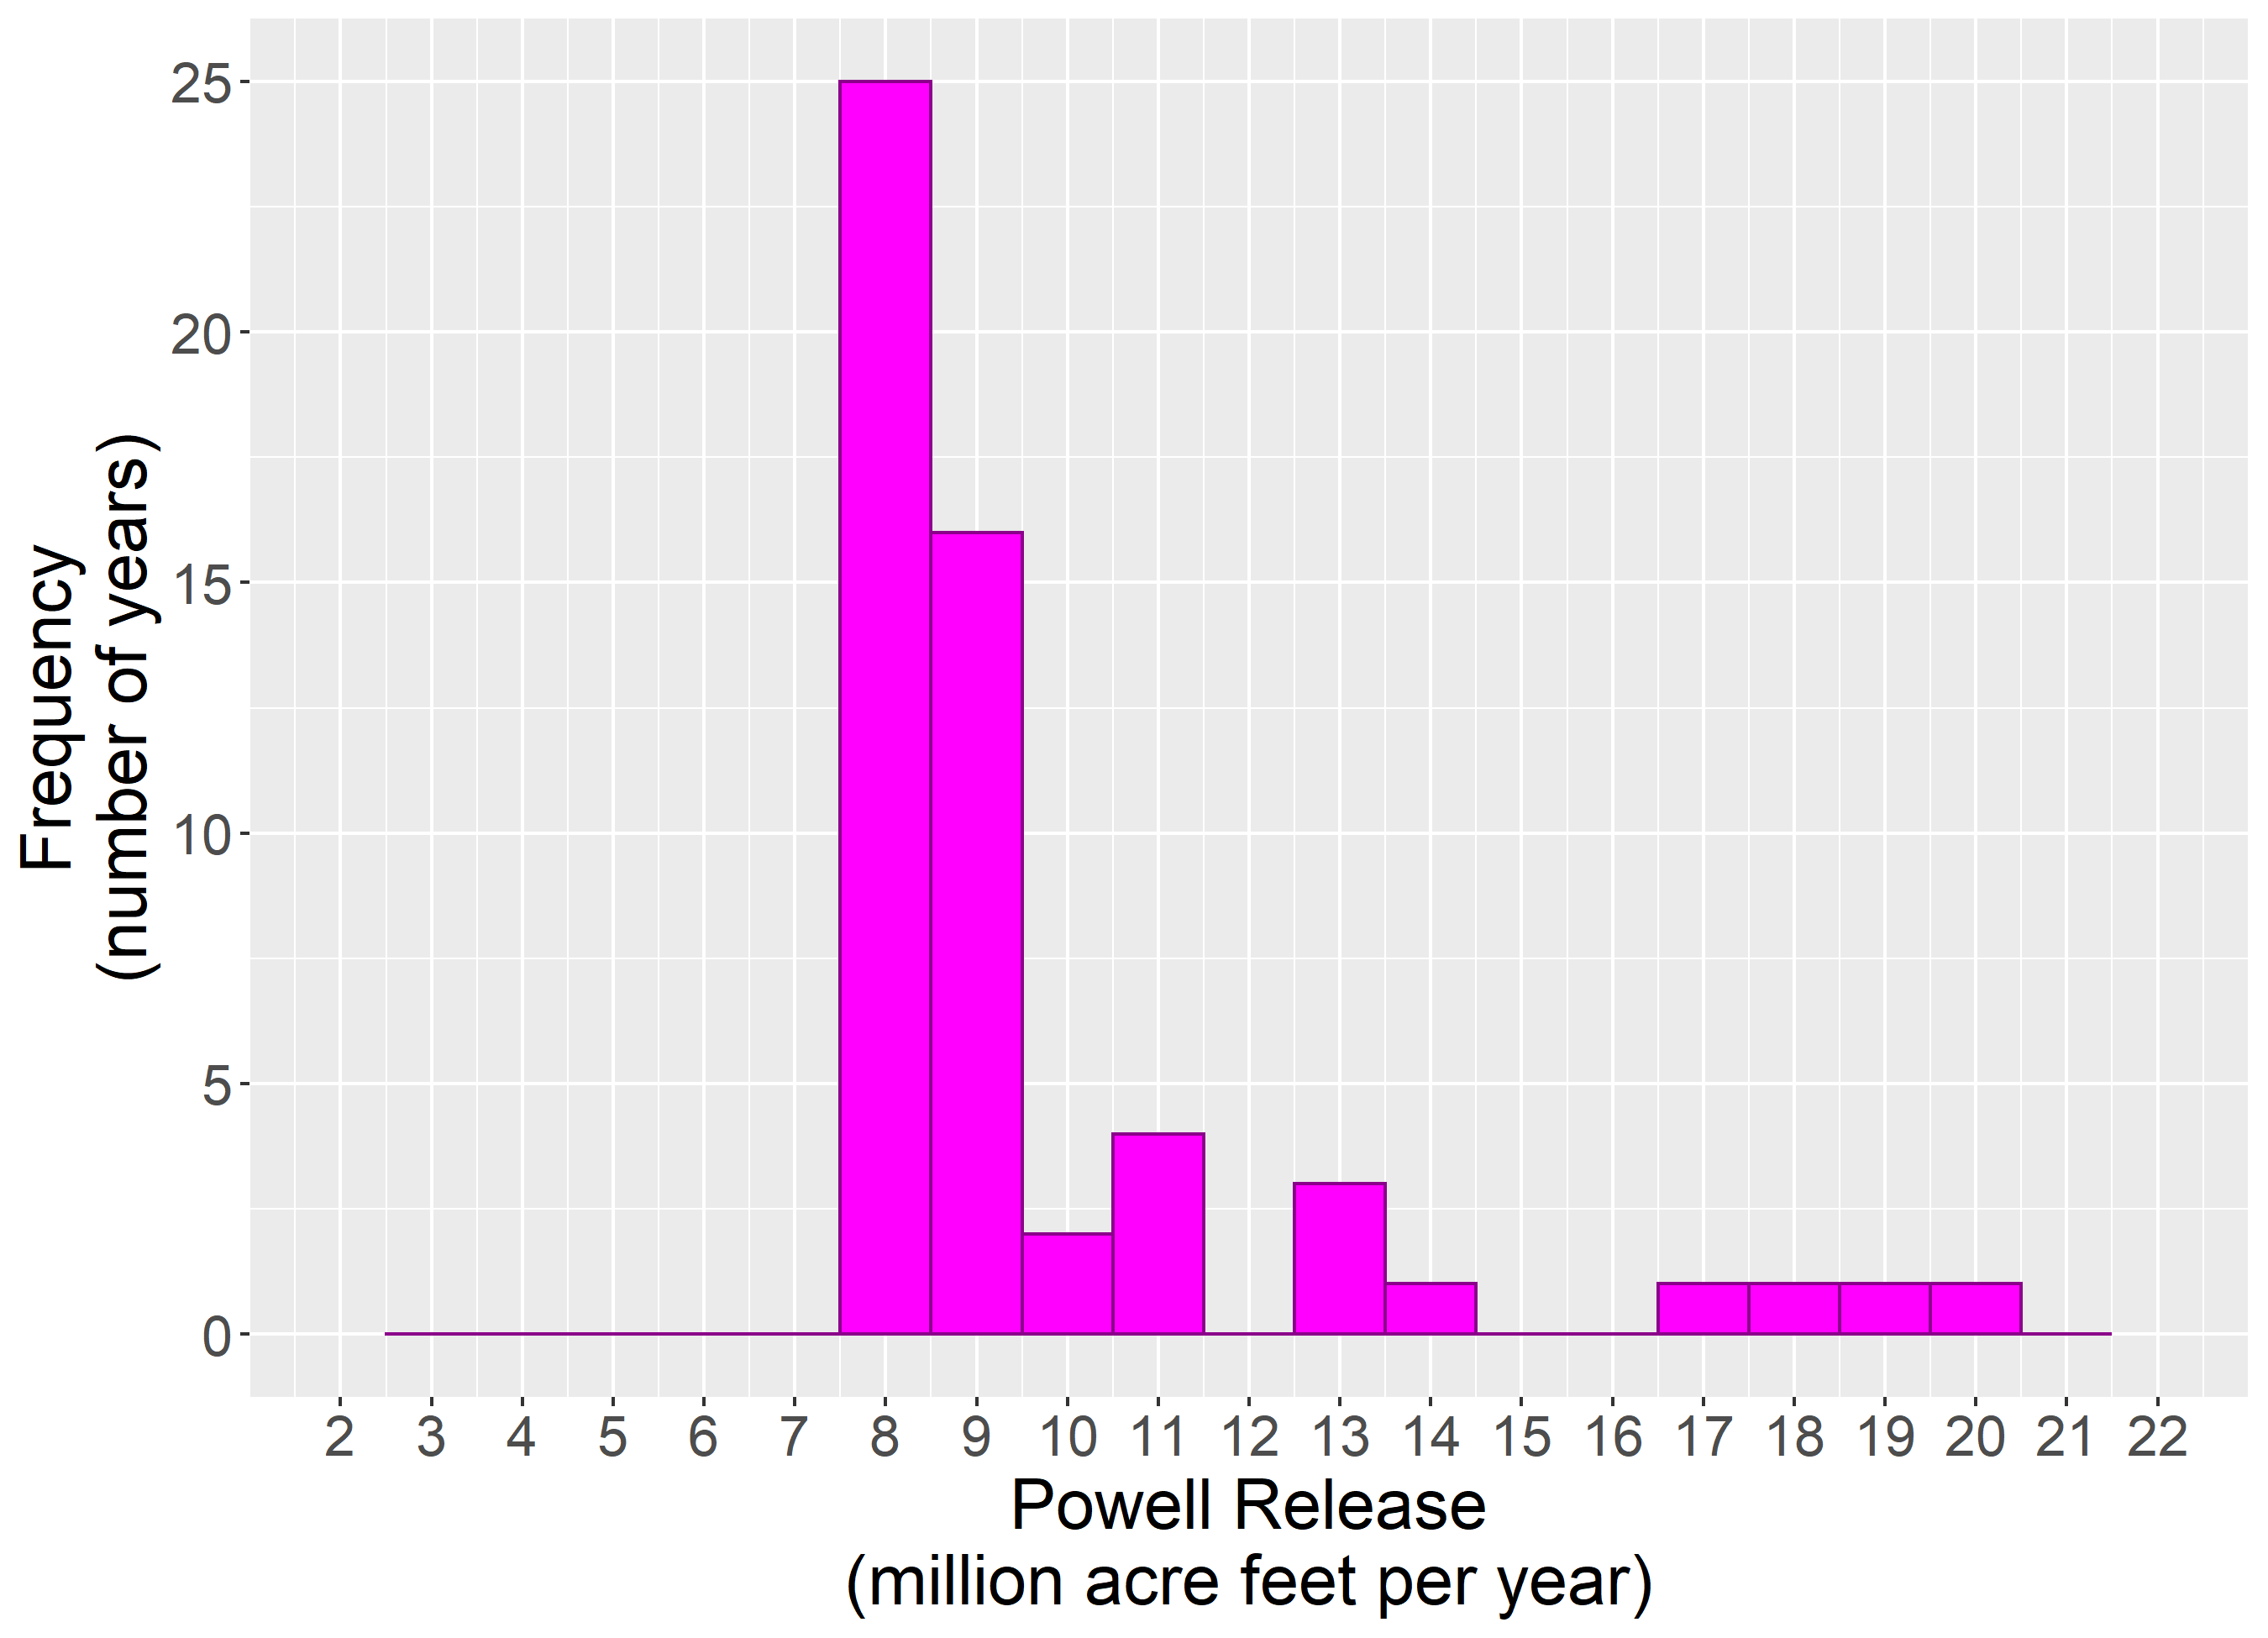 25
20
15
10
5
0
Frequency
(number of years)
2 3 4 5 6 7 8 9 10 11 12 13 14 15 16 17 18 19 20 21 22
Powell Release
(million acre feet per year)